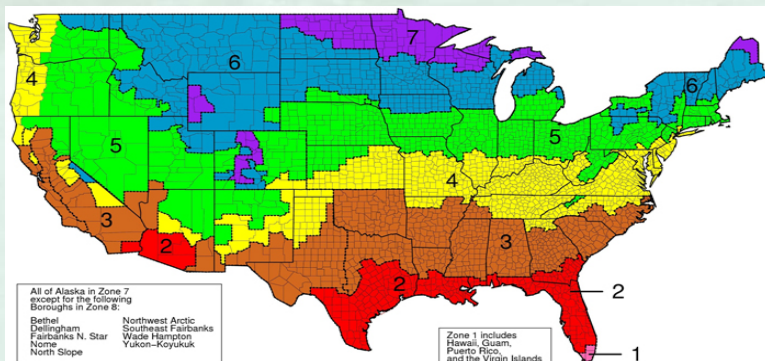 7
6
4
6
5
5
4
3
3
2
2
2
1
All of Alaska in Zone 7
except for the following
Boroughs in Zone 8:
Bethel
Dellingham
Fairbanks N. Star
Nome
North Slope
Northwest Arctic
Southeast Fairbanks
Wade Hampton
Yukon-Koyukuk
Zone 1 includes
Hawaii, Guam,
Puerto Rico,
and the Virgin Islands